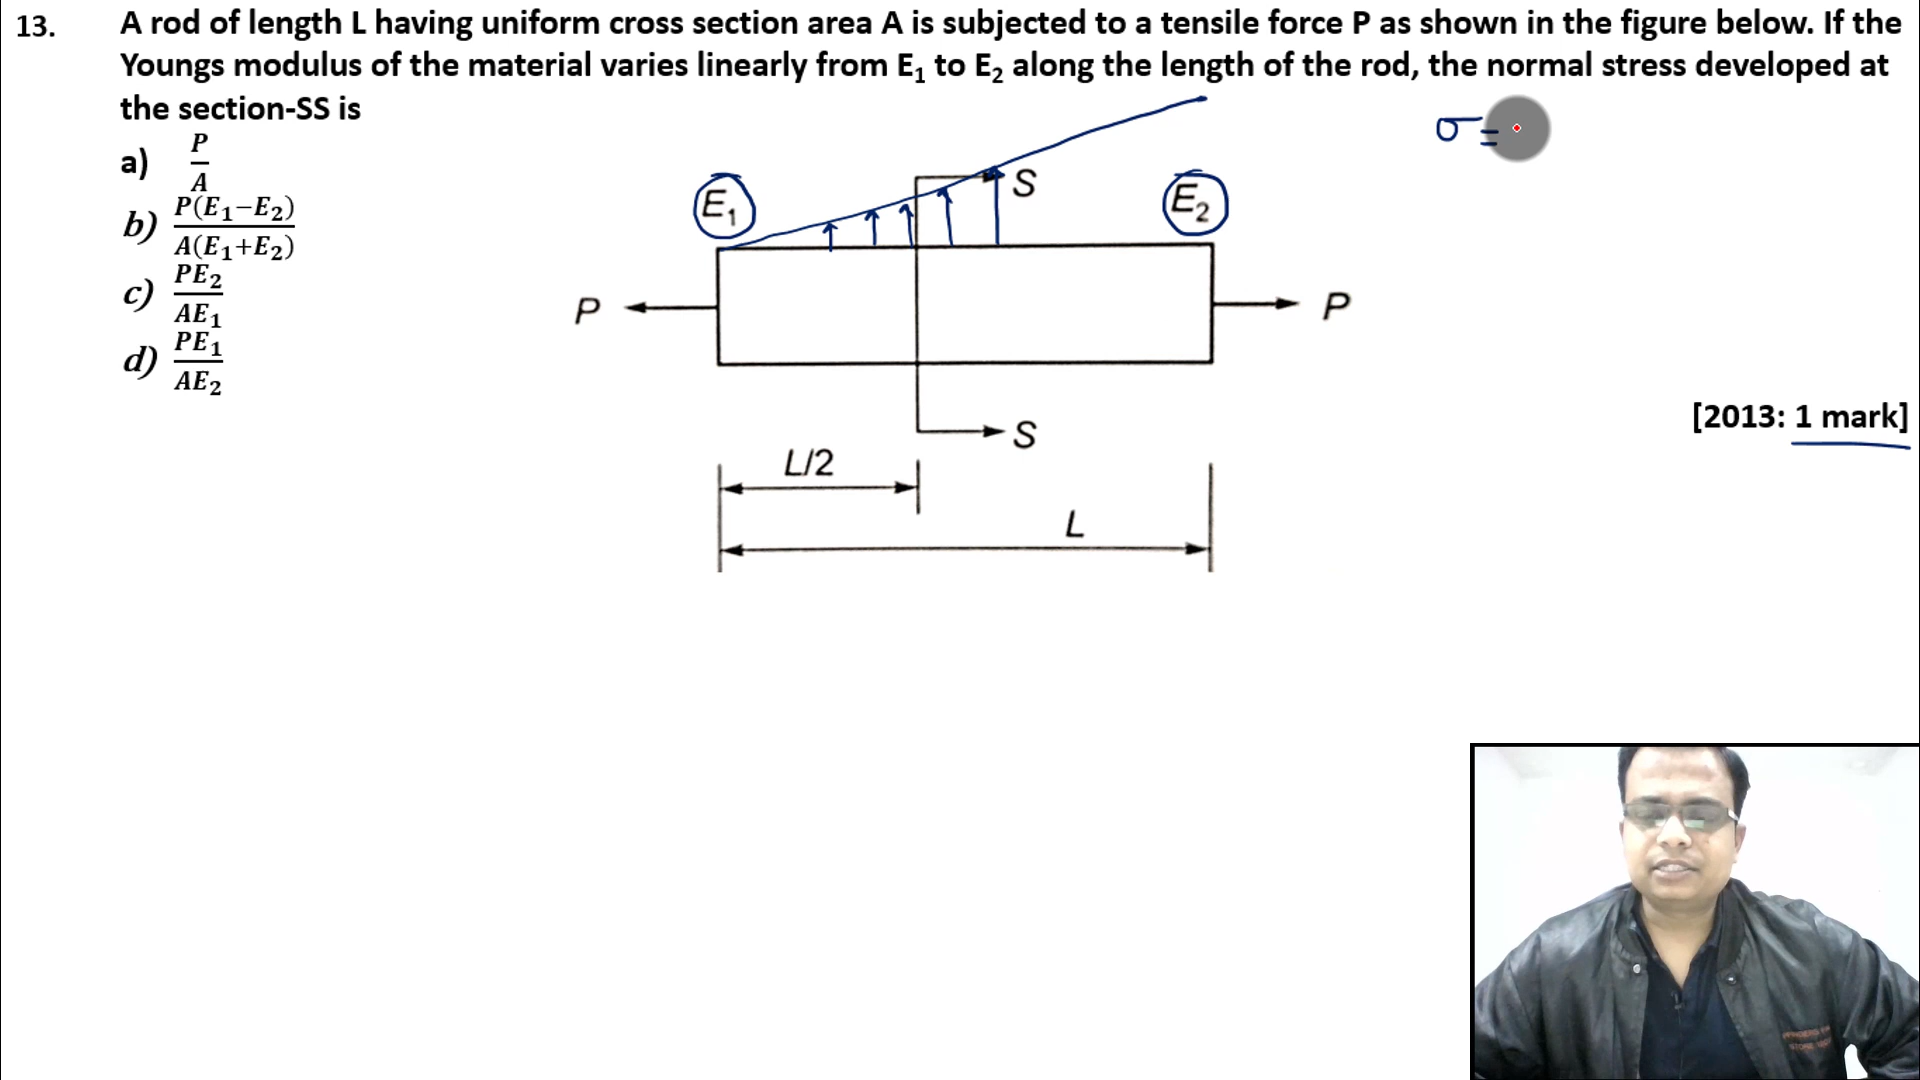 13. A rod of length L having uniform cross section area A is subjected to a tensile force P as shown in the figure below. If the
Youngs modulus of the material varies linearly from E₁ to E₂ along the length of the rod, the normal stress developed at
the section-SS is
a) P/A
b) P(E₁−E₂)/A(E₁+E₂)
c) PE₂/AE₁
d) PE₁/AE₂
σ =
E₁
S
E₂
P
P
S
[2013: 1 mark]
L/2
L